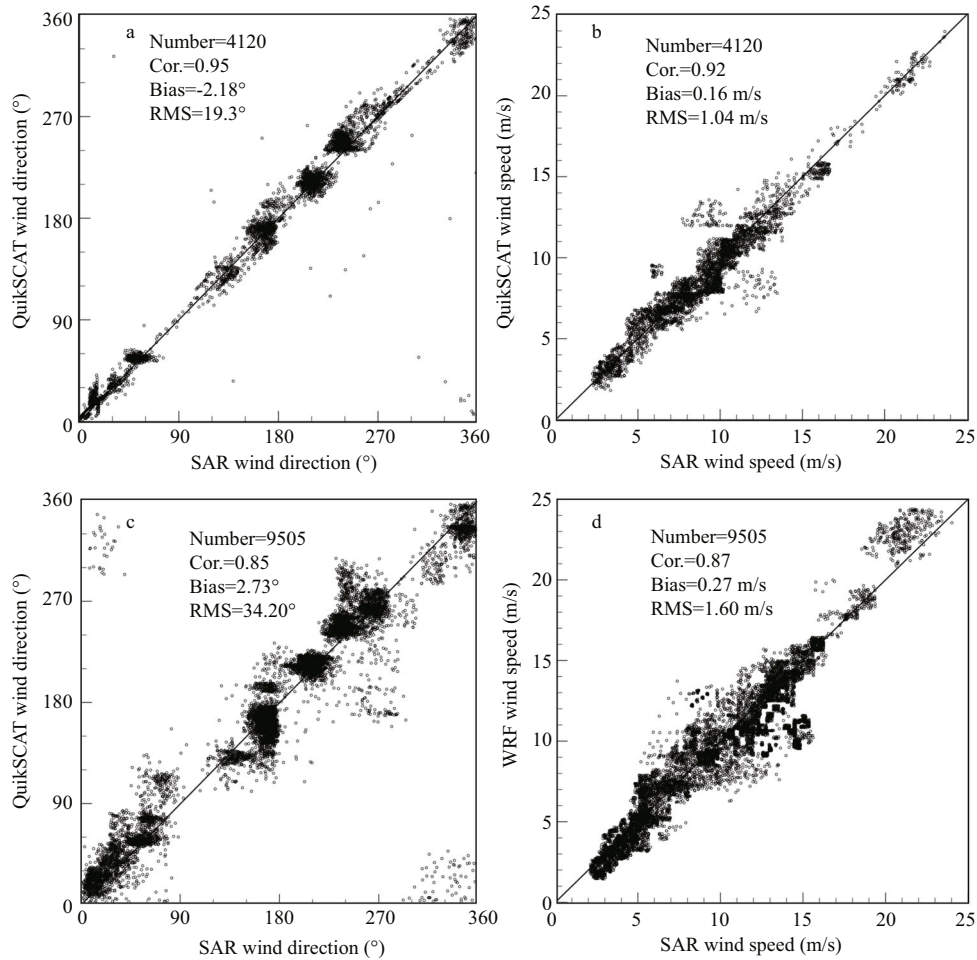 a
Number=4120
Cor.=0.95
Bias=-2.18°
RMS=19.3°
360
270
180
90
0
QuikSCAT wind direction (°)
0
90
180
270
360
SAR wind direction (°)
b
Number=4120
Cor.=0.92
Bias=0.16 m/s
RMS=1.04 m/s
25
20
15
10
5
0
QuikSCAT wind speed (m/s)
0
5
10
15
20
25
SAR wind speed (m/s)
c
Number=9505
Cor.=0.85
Bias=2.73°
RMS=34.20°
360
270
180
90
0
QuikSCAT wind direction (°)
0
90
180
270
360
SAR wind direction (°)
d
Number=9505
Cor.=0.87
Bias=0.27 m/s
RMS=1.60 m/s
25
20
15
10
5
0
WRF wind speed (m/s)
0
5
10
15
20
25
SAR wind speed (m/s)